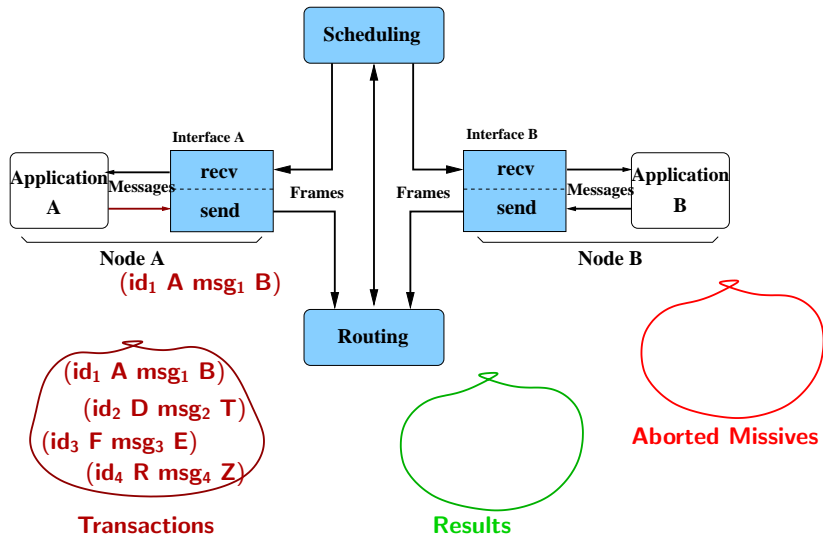 Scheduling
Interface A
Interface B
Application
A
Messages
recv
send
Frames
Frames
recv
send
Messages
Application
B
Node A
Node B
(id₁ A msg₁ B)
Routing
(id₁ A msg₁ B)
(id₂ D msg₂ T)
(id₃ F msg₃ E)
(id₄ R msg₄ Z)
Transactions
Results
Aborted Missives